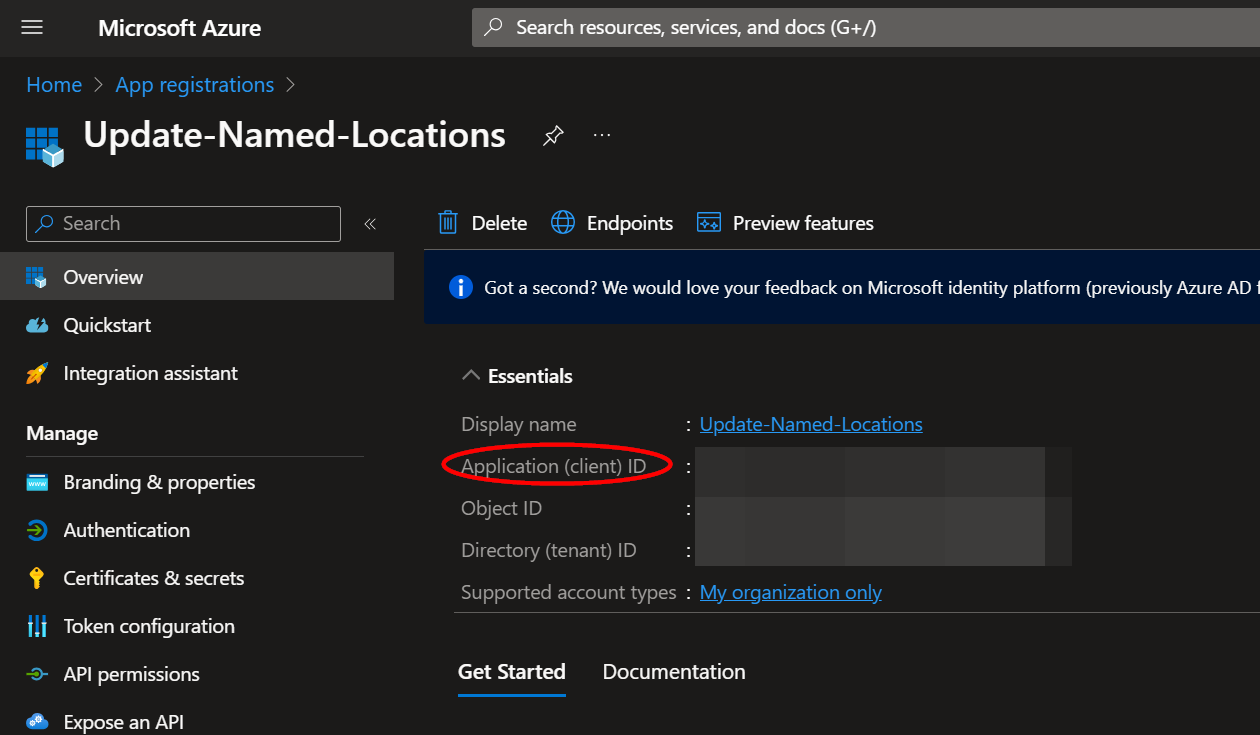 Microsoft Azure
Search resources, services, and docs (G+/)
Home > App registrations >
Update-Named-Locations
...
Search
«
Delete
Endpoints
Preview features
Overview
Got a second? We would love your feedback on Microsoft identity platform (previously Azure AD f
Quickstart
Integration assistant
Manage
Branding & properties
Authentication
Certificates & secrets
Token configuration
API permissions
Expose an API
Essentials
Display name : Update-Named-Locations
Application (client) ID :
Object ID :
Directory (tenant) ID :
Supported account types : My organization only
Get Started
Documentation